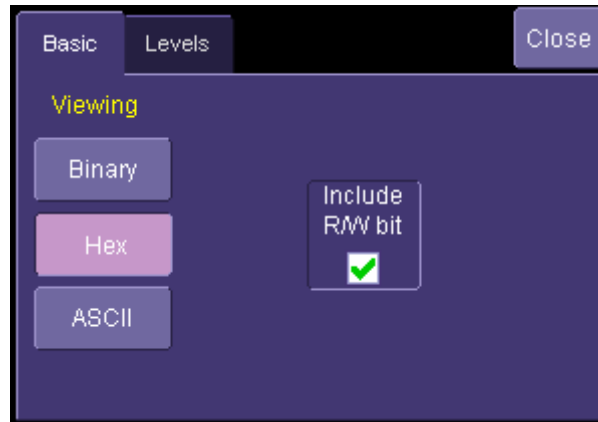 Basic
Levels
Close
Viewing
Binary
Include
R/W bit
Hex
ASCII